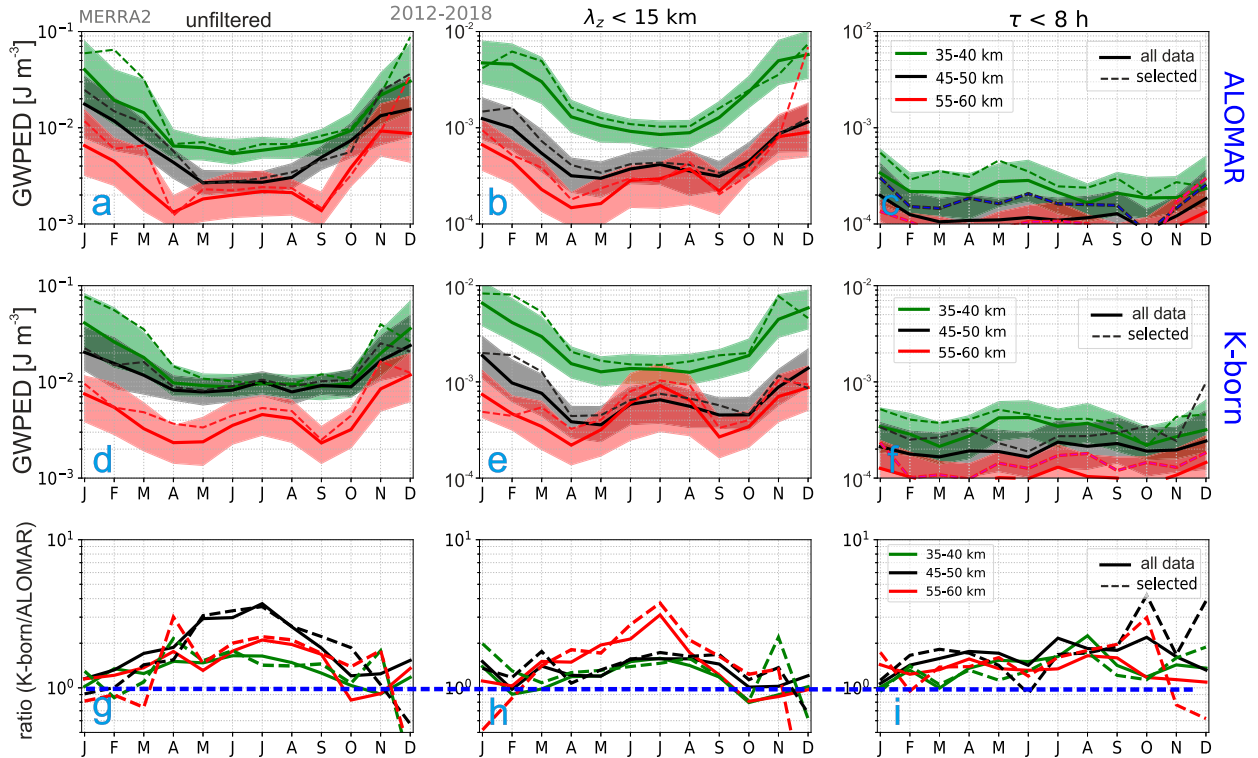 MERRA2 unfiltered 2012-2018 λz < 15 km τ < 8 h
GWPED [J m⁻³]
10⁻¹
10⁻²
10⁻³
a
J F M A M J J A S O N D
10⁻²
10⁻³
10⁻⁴
b
J F M A M J J A S O N D
10⁻²
10⁻³
10⁻⁴
35-40 km
45-50 km
55-60 km
all data
selected
c
J F M A M J J A S O N D
ALOMAR
GWPED [J m⁻³]
10⁻¹
10⁻²
10⁻³
d
J F M A M J J A S O N D
10⁻²
10⁻³
10⁻⁴
e
J F M A M J J A S O N D
10⁻²
10⁻³
10⁻⁴
35-40 km
45-50 km
55-60 km
all data
selected
f
J F M A M J J A S O N D
K-born
ratio (K-born/ALOMAR)
10¹
10⁰
g
J F M A M J J A S O N D
10¹
10⁰
h
J F M A M J J A S O N D
10¹
10⁰
35-40 km
45-50 km
55-60 km
all data
selected
i
J F M A M J J A S O N D